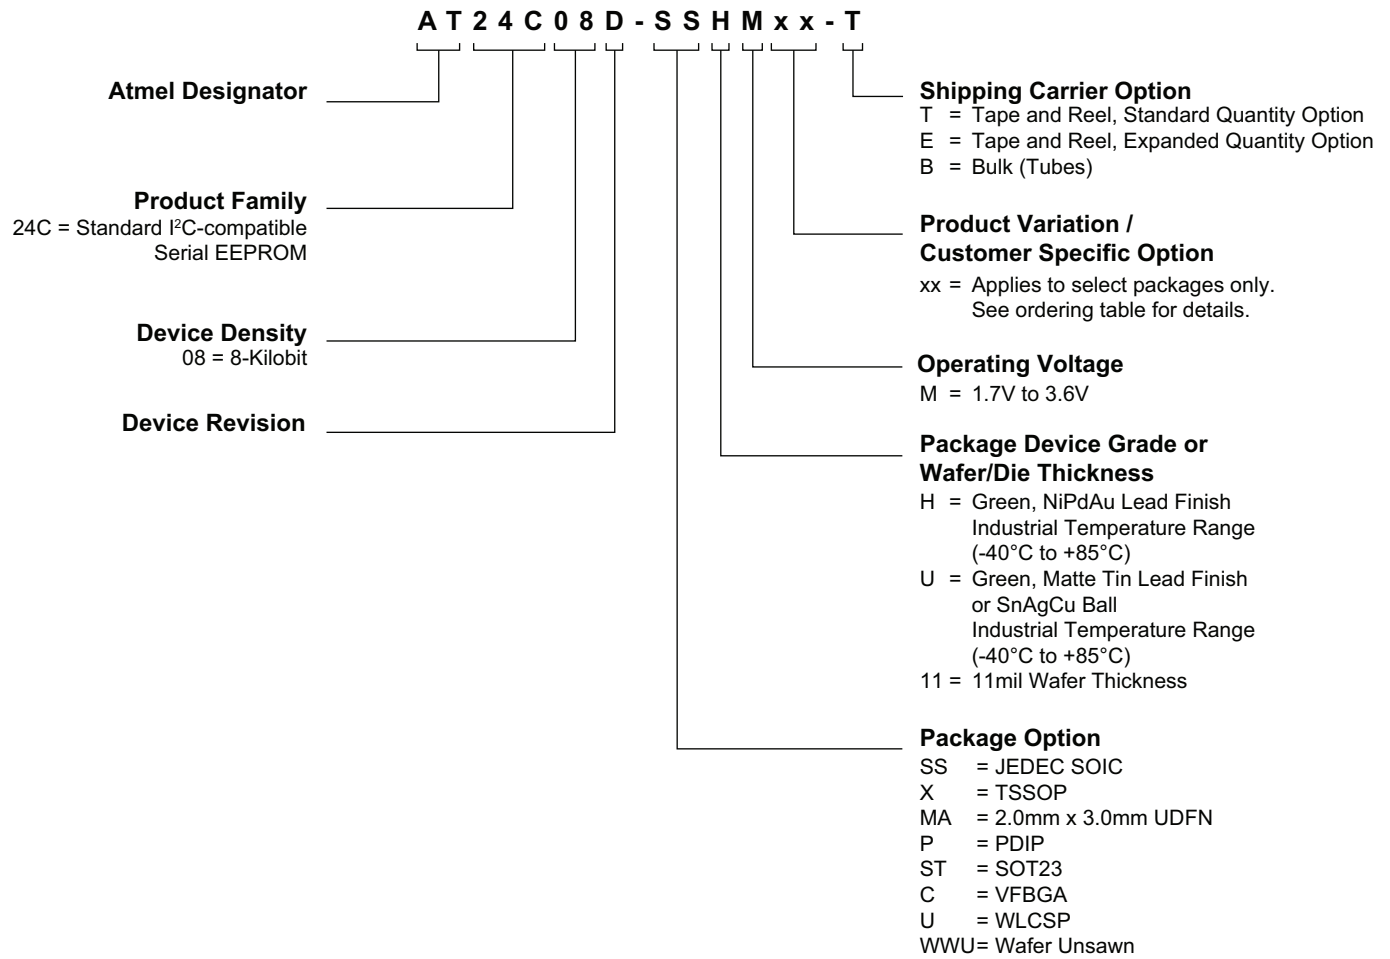 AT24C08D-SSHMxx-T
Atmel Designator
Product Family
24C = Standard I²C-compatible
Serial EEPROM
Device Density
08 = 8-Kilobit
Device Revision
Shipping Carrier Option
T = Tape and Reel, Standard Quantity Option
E = Tape and Reel, Expanded Quantity Option
B = Bulk (Tubes)
Product Variation /
Customer Specific Option
xx = Applies to select packages only.
See ordering table for details.
Operating Voltage
M = 1.7V to 3.6V
Package Device Grade or
Wafer/Die Thickness
H = Green, NiPdAu Lead Finish
Industrial Temperature Range
(-40°C to +85°C)
U = Green, Matte Tin Lead Finish
or SnAgCu Ball
Industrial Temperature Range
(-40°C to +85°C)
11 = 11mil Wafer Thickness
Package Option
SS = JEDEC SOIC
X = TSSOP
MA = 2.0mm x 3.0mm UDFN
P = PDIP
ST = SOT23
C = VFBGA
U = WLCSP
WWU= Wafer Unsawn